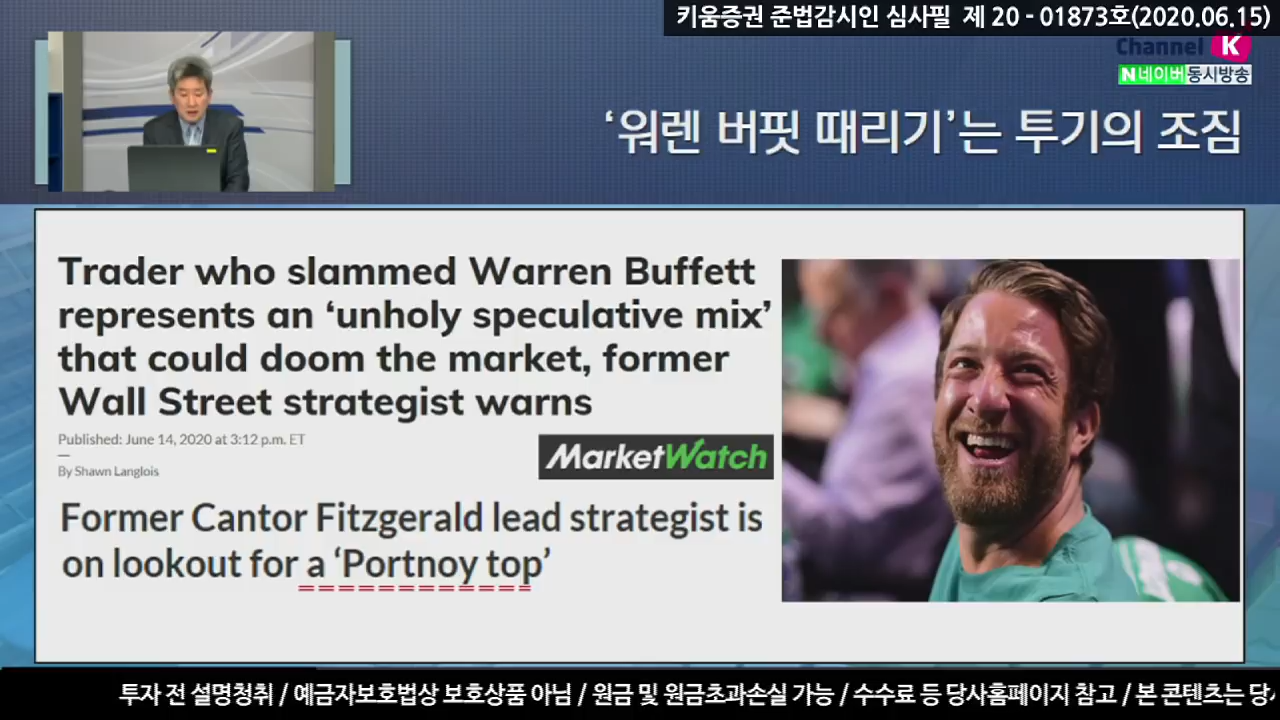 키움증권 준법감시인 심사필 제 20 - 01873호(2020.06.15)
Channel K
N네이버동시방송
‘워렌 버핏 때리기’는 투기의 조짐
Trader who slammed Warren Buffett
represents an ‘unholy speculative mix’
that could doom the market, former
Wall Street strategist warns
Published: June 14, 2020 at 3:12 p.m. ET
By Shawn Langlois
MarketWatch
Former Cantor Fitzgerald lead strategist is
on lookout for a ‘Portnoy top’
투자 전 설명청취 / 예금자보호법상 보호상품 아님 / 원금 및 원금초과손실 가능 / 수수료 등 당사홈페이지 참고 / 본 콘텐츠는 당